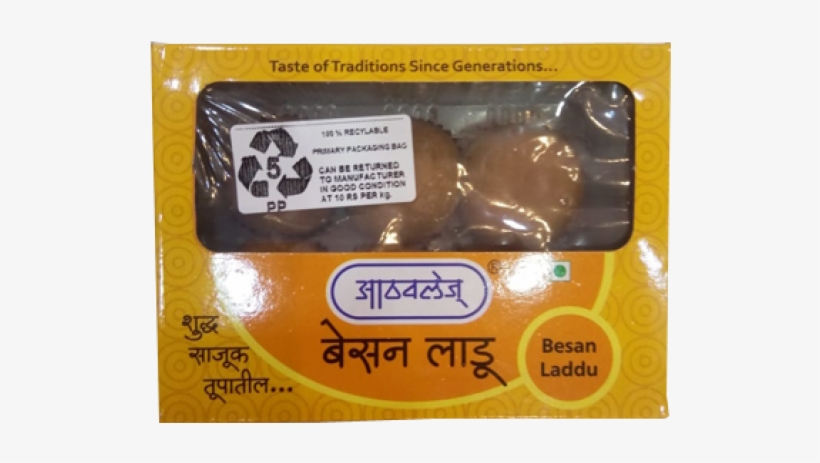 Taste of Traditions Since Generations...
100 % RECYLABLE
PRIMARY PACKAGING BAG
5
PP
CAN BE RETURNED
TO MANUFACTURER
IN GOOD CONDITION
AT 10 RS PER kg.
आठवलेज्
®
शुद्ध
साजूक
तूपातील...
बेसन लाडू
Besan
Laddu